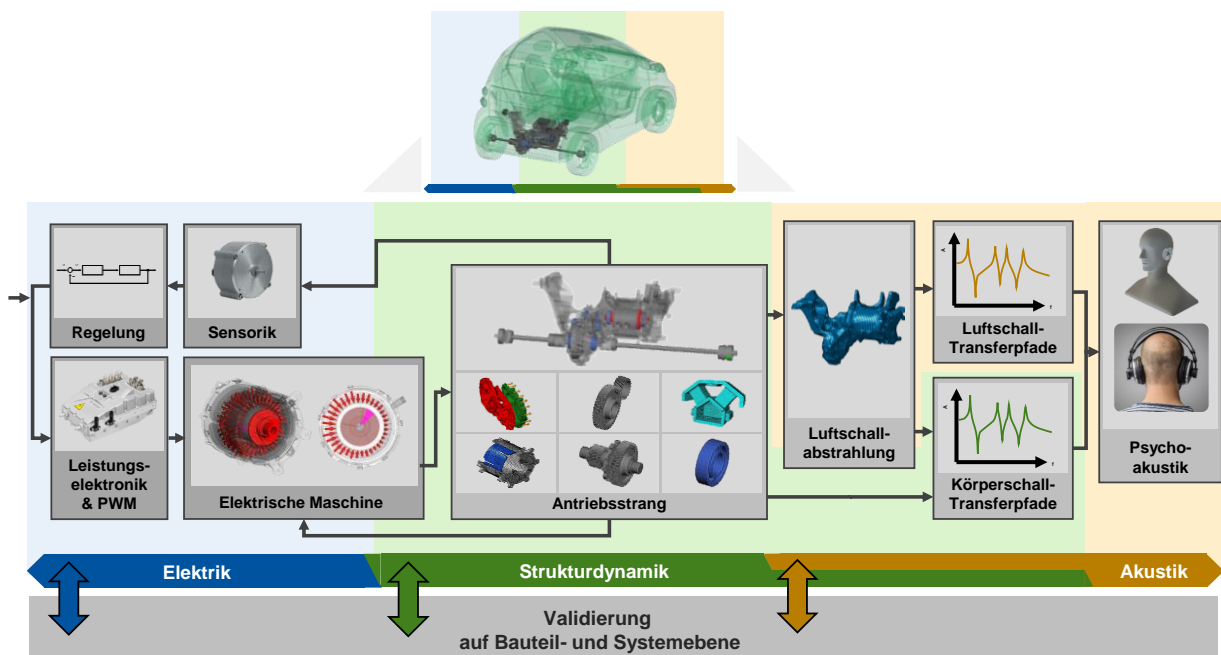 Regelung
Sensorik
Leistungs-
elektronik
& PWM
Elektrische Maschine
Antriebsstrang
Luftschall-
abstrahlung
Luftschall-
Transferpfade
Körperschall-
Transferpfade
Psycho-
akustik
Elektrik
Strukturdynamik
Akustik
Validierung
auf Bauteil- und Systemebene